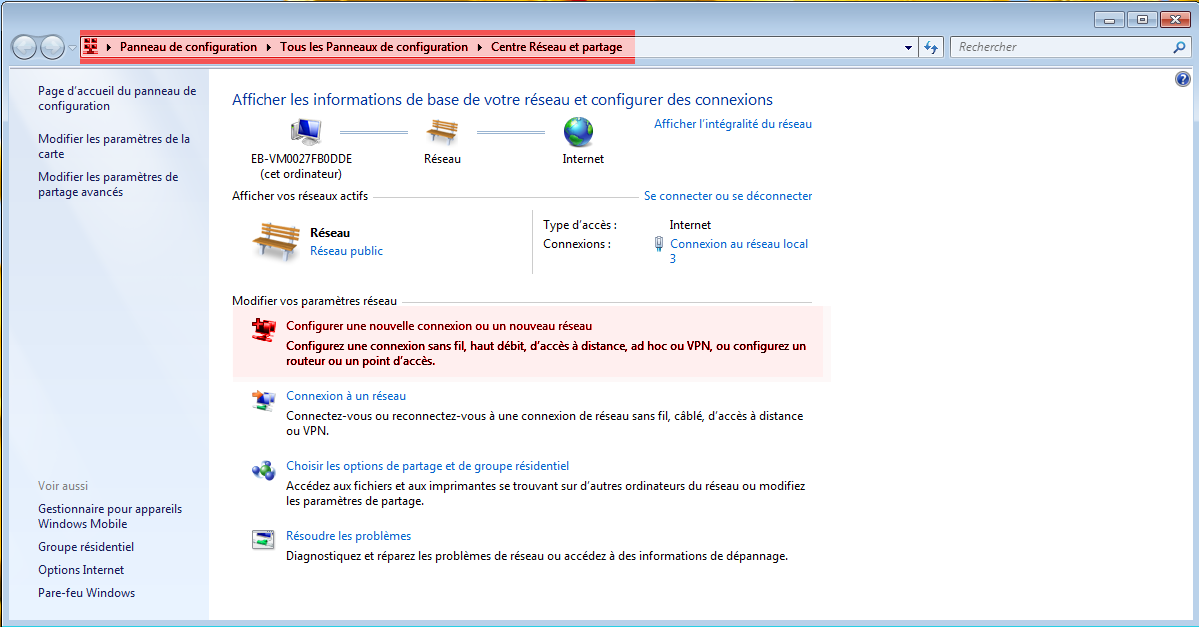 Panneau de configuration Tous les Panneaux de configuration Centre Réseau et partage
Rechercher
Page d'accueil du panneau de
configuration
Modifier les paramètres de la
carte
Modifier les paramètres de
partage avancés
Voir aussi
Gestionnaire pour appareils
Windows Mobile
Groupe résidentiel
Options Internet
Pare-feu Windows
Afficher les informations de base de votre réseau et configurer des connexions
Afficher l'intégralité du réseau
EB-VM0027FB0DDE
(cet ordinateur)
Réseau
Internet
Afficher vos réseaux actifs
Se connecter ou se déconnecter
Réseau
Réseau public
Type d'accès : Internet
Connexions : Connexion au réseau local
3
Modifier vos paramètres réseau
Configurer une nouvelle connexion ou un nouveau réseau
Configurez une connexion sans fil, haut débit, d'accès à distance, ad hoc ou VPN, ou configurez un
routeur ou un point d'accès.
Connexion à un réseau
Connectez-vous ou reconnectez-vous à une connexion de réseau sans fil, câblé, d'accès à distance
ou VPN.
Choisir les options de partage et de groupe résidentiel
Accédez aux fichiers et aux imprimantes se trouvant sur d'autres ordinateurs du réseau ou modifiez
les paramètres de partage.
Résoudre les problèmes
Diagnostiquez et réparez les problèmes de réseau ou accédez à des informations de dépannage.